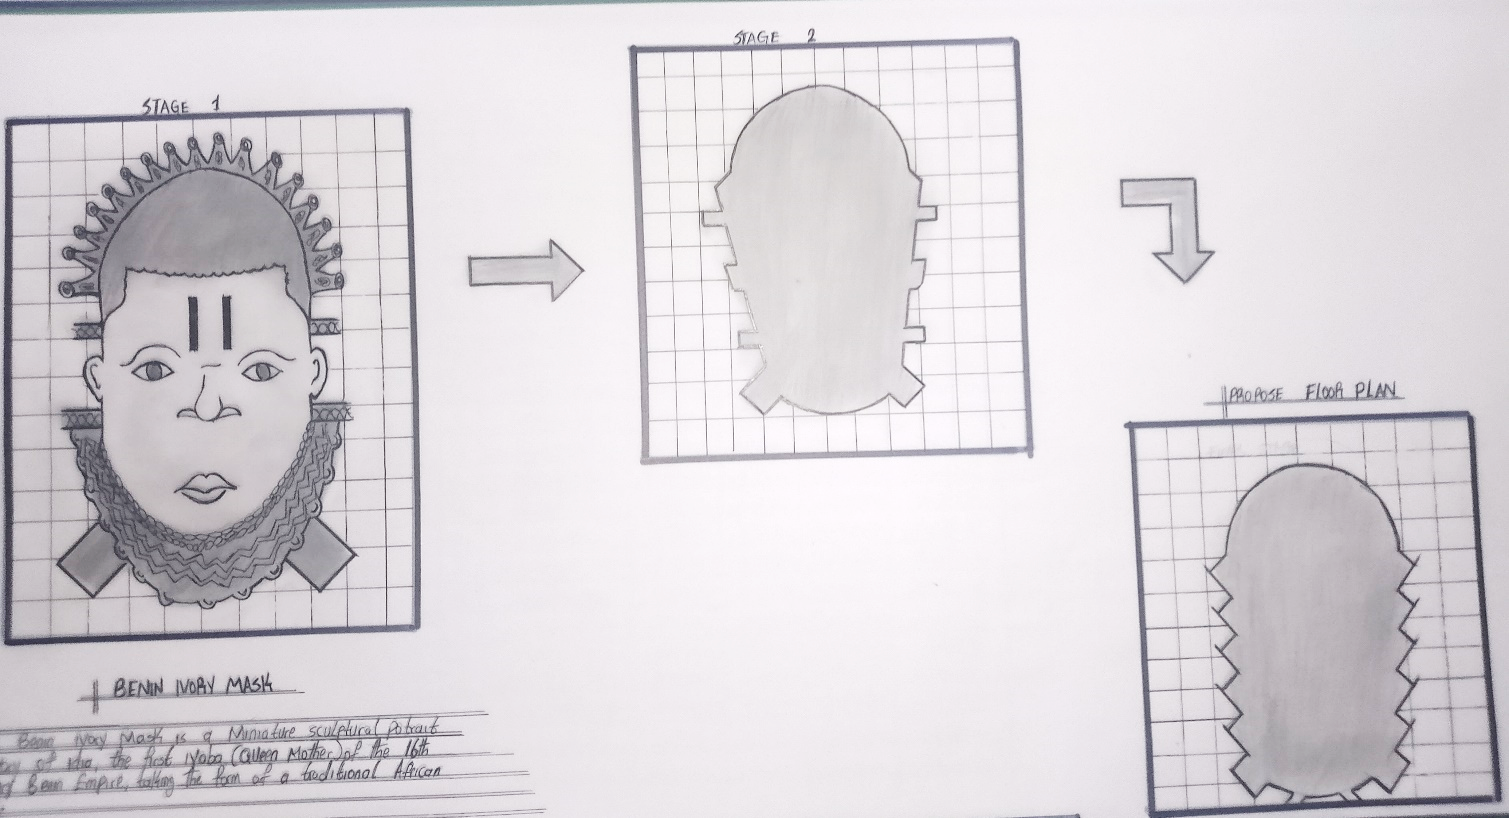 STAGE 1
STAGE 2
PROPOSE FLOOR PLAN
BENIN IVORY MASK
Benin Ivory Mask is a Miniature sculptural Potrait
of Idia, the first Iyoba (Queen Mother) of the 16th
Benin Empire, taking the form of a traditional African